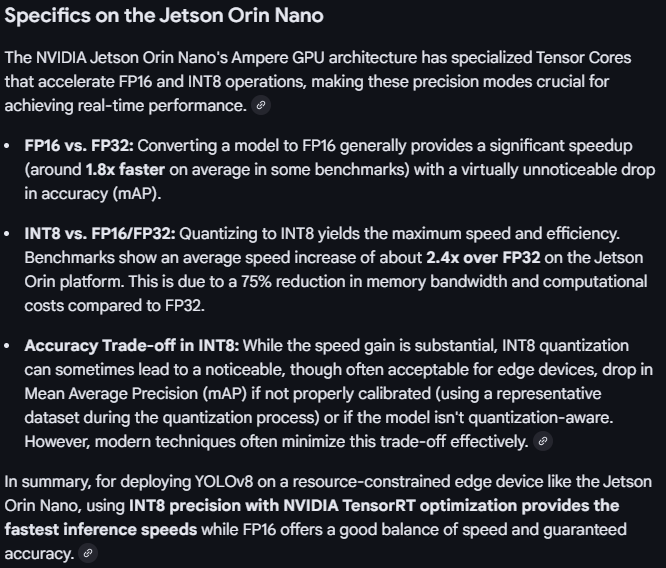 Specifics on the Jetson Orin Nano
The NVIDIA Jetson Orin Nano's Ampere GPU architecture has specialized Tensor Cores
that accelerate FP16 and INT8 operations, making these precision modes crucial for
achieving real-time performance.
• FP16 vs. FP32: Converting a model to FP16 generally provides a significant speedup
(around 1.8x faster on average in some benchmarks) with a virtually unnoticeable drop
in accuracy (mAP).
• INT8 vs. FP16/FP32: Quantizing to INT8 yields the maximum speed and efficiency.
Benchmarks show an average speed increase of about 2.4x over FP32 on the Jetson
Orin platform. This is due to a 75% reduction in memory bandwidth and computational
costs compared to FP32.
• Accuracy Trade-off in INT8: While the speed gain is substantial, INT8 quantization
can sometimes lead to a noticeable, though often acceptable for edge devices, drop in
Mean Average Precision (mAP) if not properly calibrated (using a representative
dataset during the quantization process) or if the model isn't quantization-aware.
However, modern techniques often minimize this trade-off effectively.
In summary, for deploying YOLOv8 on a resource-constrained edge device like the Jetson
Orin Nano, using INT8 precision with NVIDIA TensorRT optimization provides the
fastest inference speeds while FP16 offers a good balance of speed and guaranteed
accuracy.